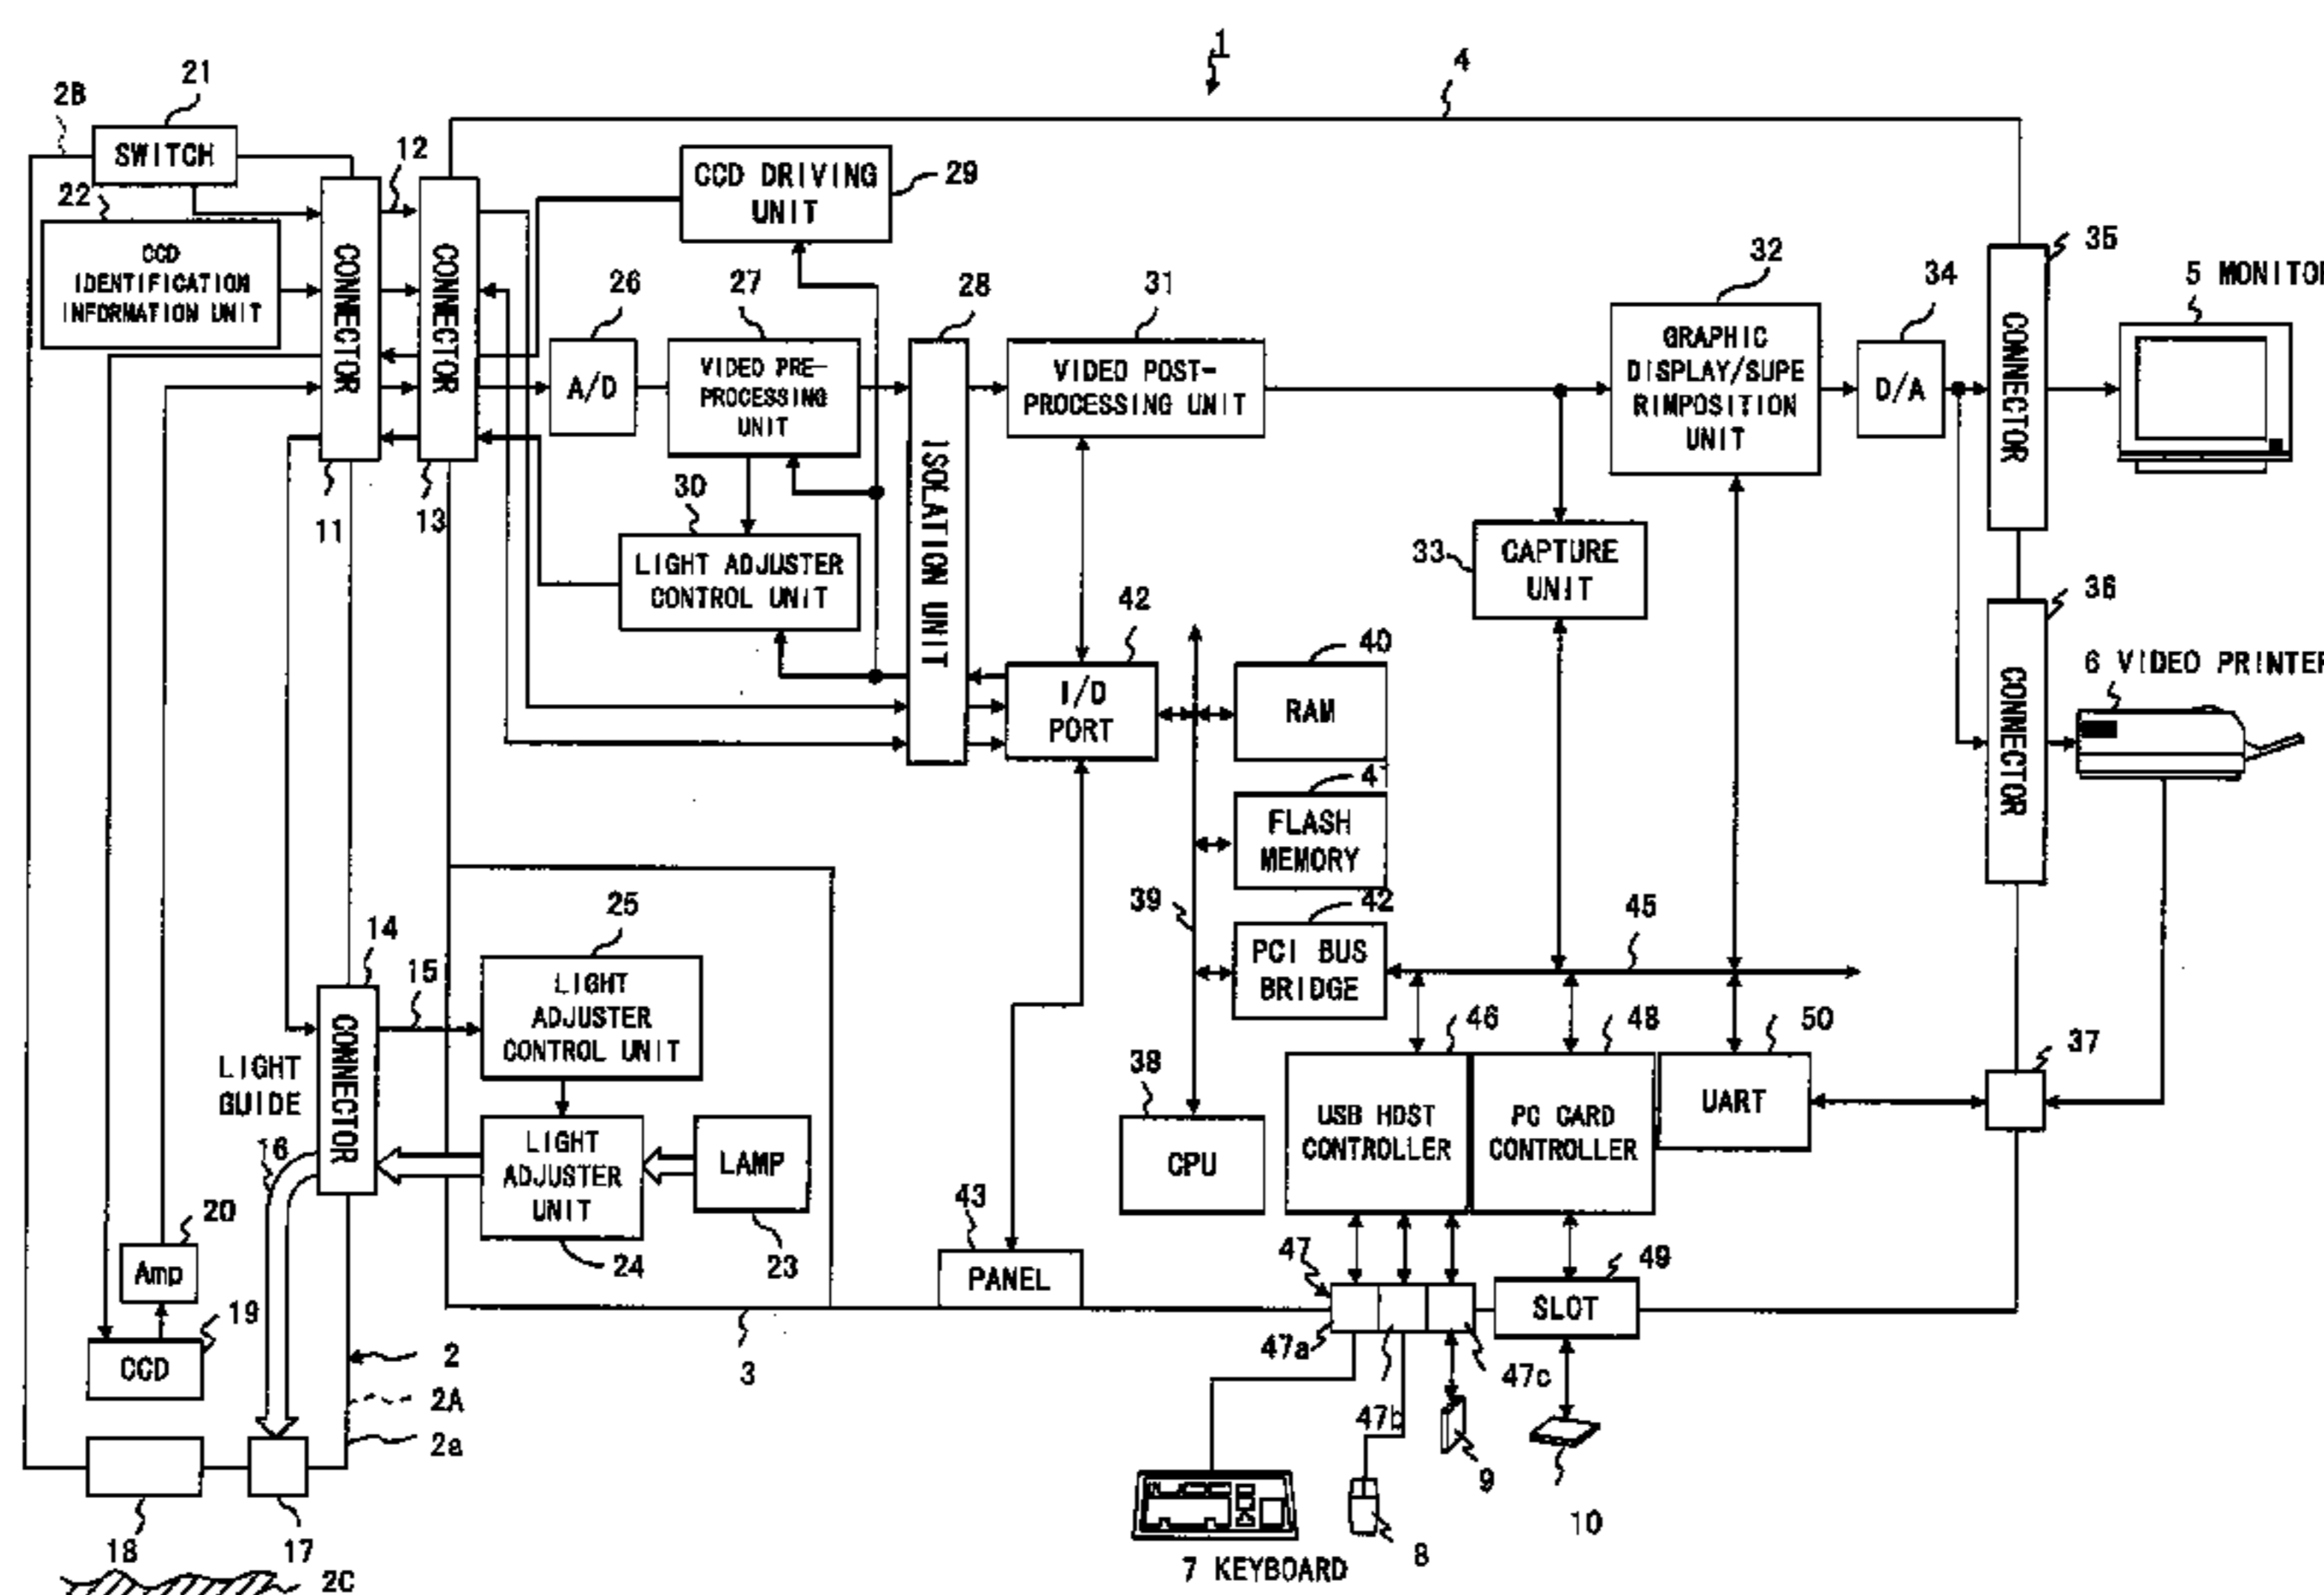 1
4
21
2B
SWITCH
12
22
CCD
IDENTIFICATION
INFORMATION UNIT
CONNECTOR
CONNECTOR
11
13
CCD DRIVING
UNIT
29
26
A/D
27
VIDEO PRE-
PROCESSING
UNIT
28
ISOLATION UNIT
30
LIGHT ADJUSTER
CONTROL UNIT
31
VIDEO POST-
PROCESSING UNIT
32
GRAPHIC
DISPLAY/SUPE
RIMPOSITION
UNIT
34
D/A
35
CONNECTOR
5 MONITOR
33
CAPTURE
UNIT
36
CONNECTOR
6 VIDEO PRINTER
42
I/O
PORT
40
RAM
41
FLASH
MEMORY
39
42
PCI BUS
BRIDGE
45
14
15
CONNECTOR
25
LIGHT
ADJUSTER
CONTROL UNIT
LIGHT
GUIDE
16
LIGHT
ADJUSTER
UNIT
24
LAMP
23
38
CPU
46
USB HOST
CONTROLLER
48
PC CARD
CONTROLLER
50
UART
37
20
Amp
19
CCD
2
2A
2a
43
PANEL
3
47
47a
47b
47c
49
SLOT
9
10
8
7 KEYBOARD
18
17
2C